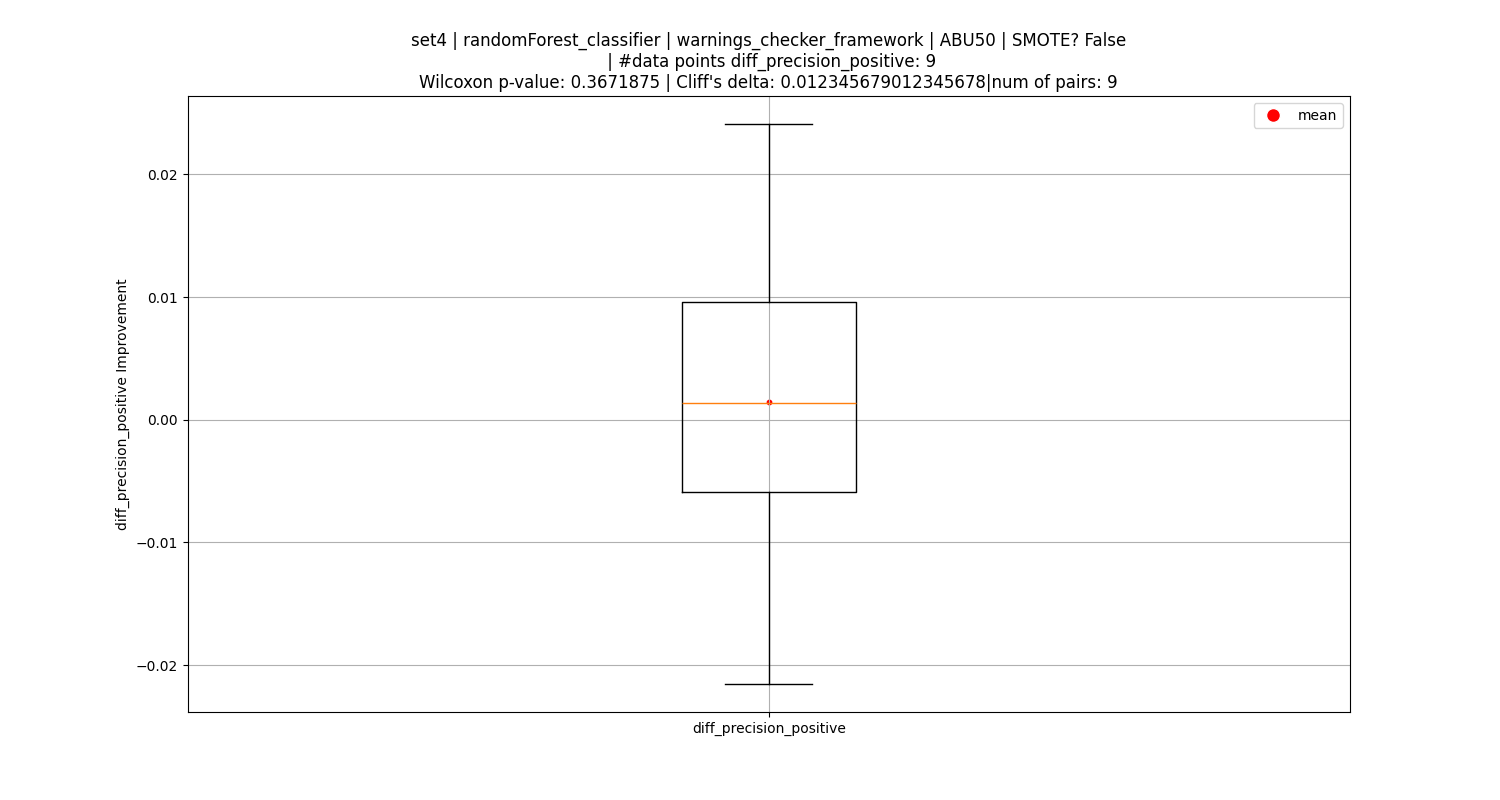 set4 | randomForest_classifier | warnings_checker_framework | ABU50 | SMOTE? False
| #data points diff_precision_positive: 9
Wilcoxon p-value: 0.3671875 | Cliff's delta: 0.012345679012345678|num of pairs: 9
mean
0.02
0.01
0.00
−0.01
−0.02
diff_precision_positive Improvement
diff_precision_positive